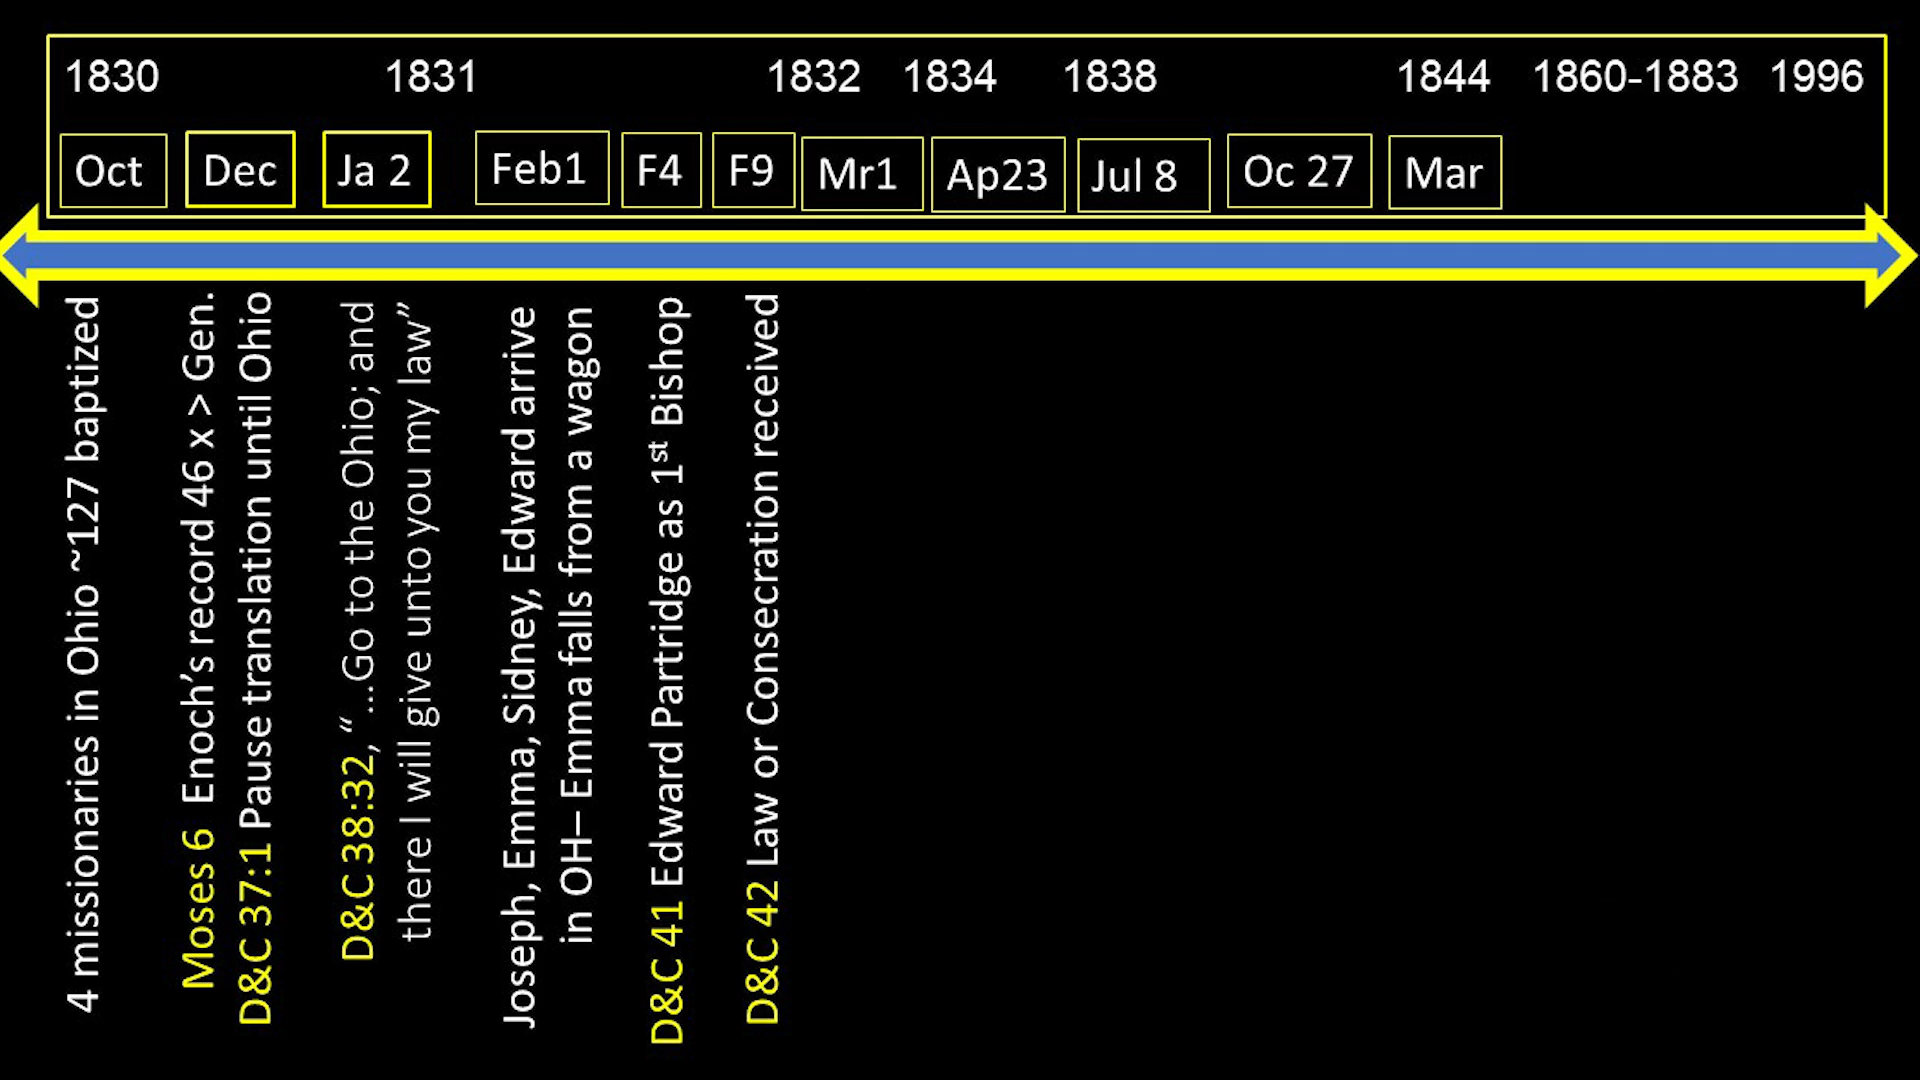 1830 1831 1832 1834 1838 1844 1860-1883 1996
Oct Dec Ja 2 Feb1 F4 F9 Mr1 Ap23 Jul 8 Oc 27 Mar
4 missionaries in Ohio ~127 baptized
Moses 6 Enoch’s record 46 x > Gen.
D&C 37:1 Pause translation until Ohio
D&C 38:32, “…Go to the Ohio; and
there I will give unto you my law”
Joseph, Emma, Sidney, Edward arrive
in OH– Emma falls from a wagon
D&C 41 Edward Partridge as 1st Bishop
D&C 42 Law or Consecration received